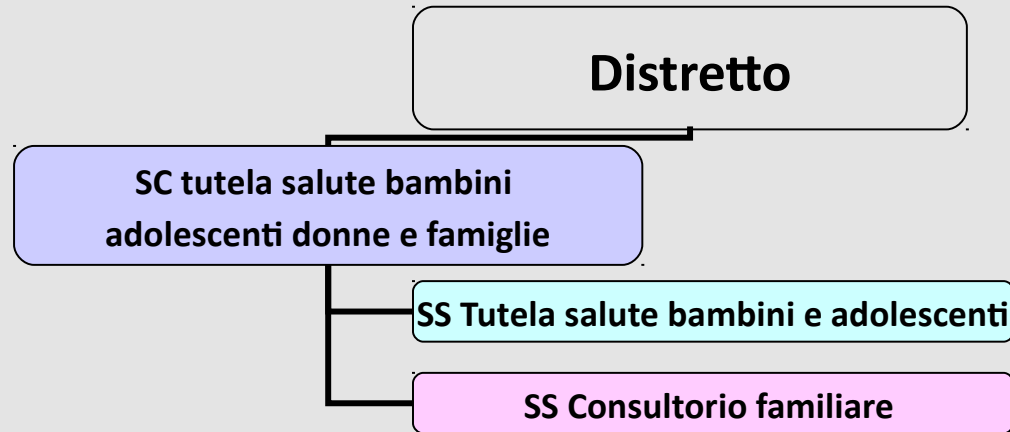 Distretto
SC tutela salute bambini
adolescenti donne e famiglie
SS Tutela salute bambini e adolescenti
SS Consultorio familiare